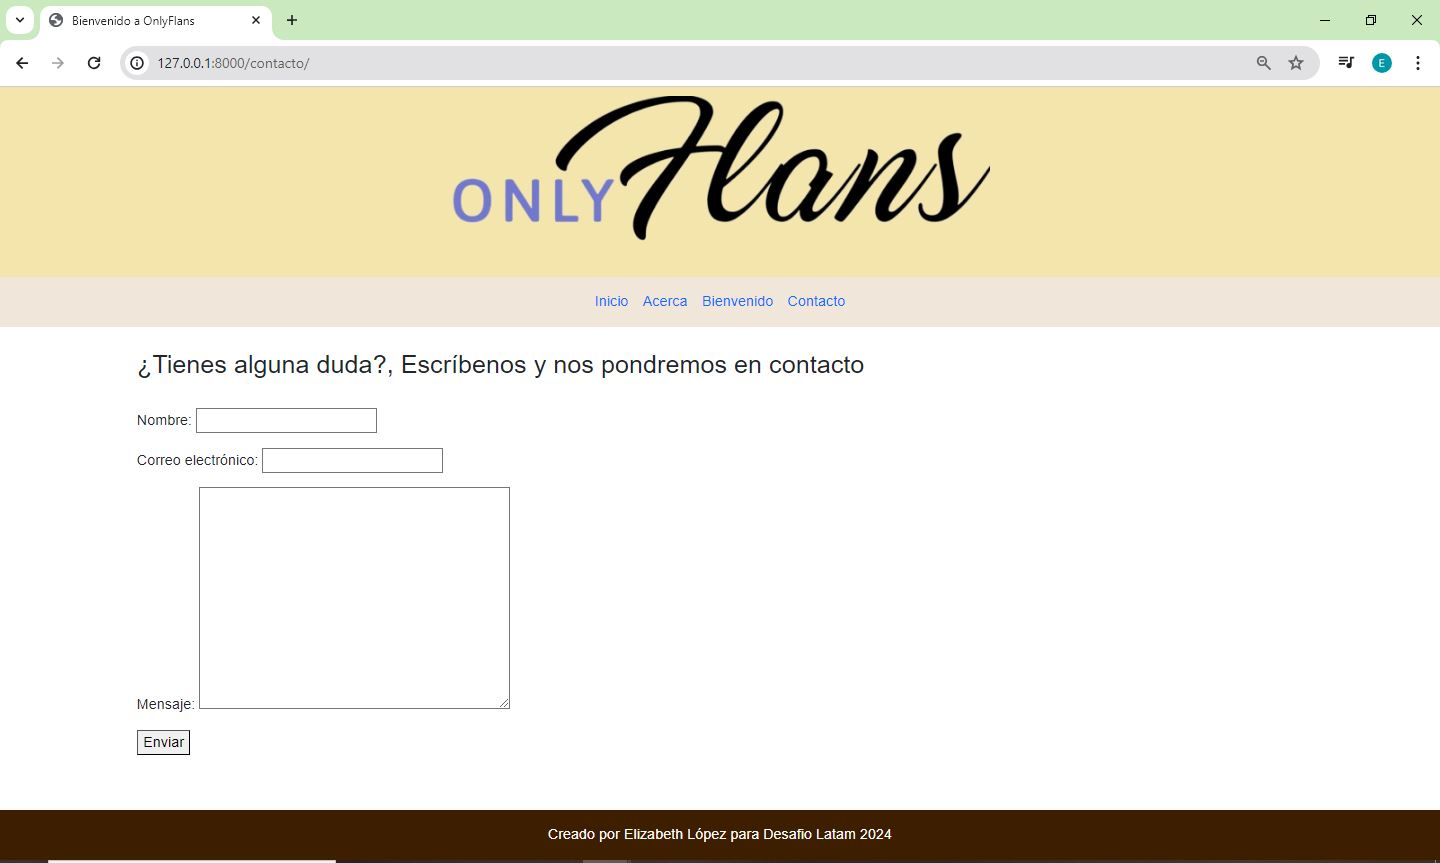 Bienvenido a OnlyFlans
127.0.0.1:8000/contacto/
E
ONLY Flans
Inicio Acerca Bienvenido Contacto
¿Tienes alguna duda?, Escríbenos y nos pondremos en contacto
Nombre:
Correo electrónico:
Mensaje:
Enviar
Creado por Elizabeth López para Desafio Latam 2024